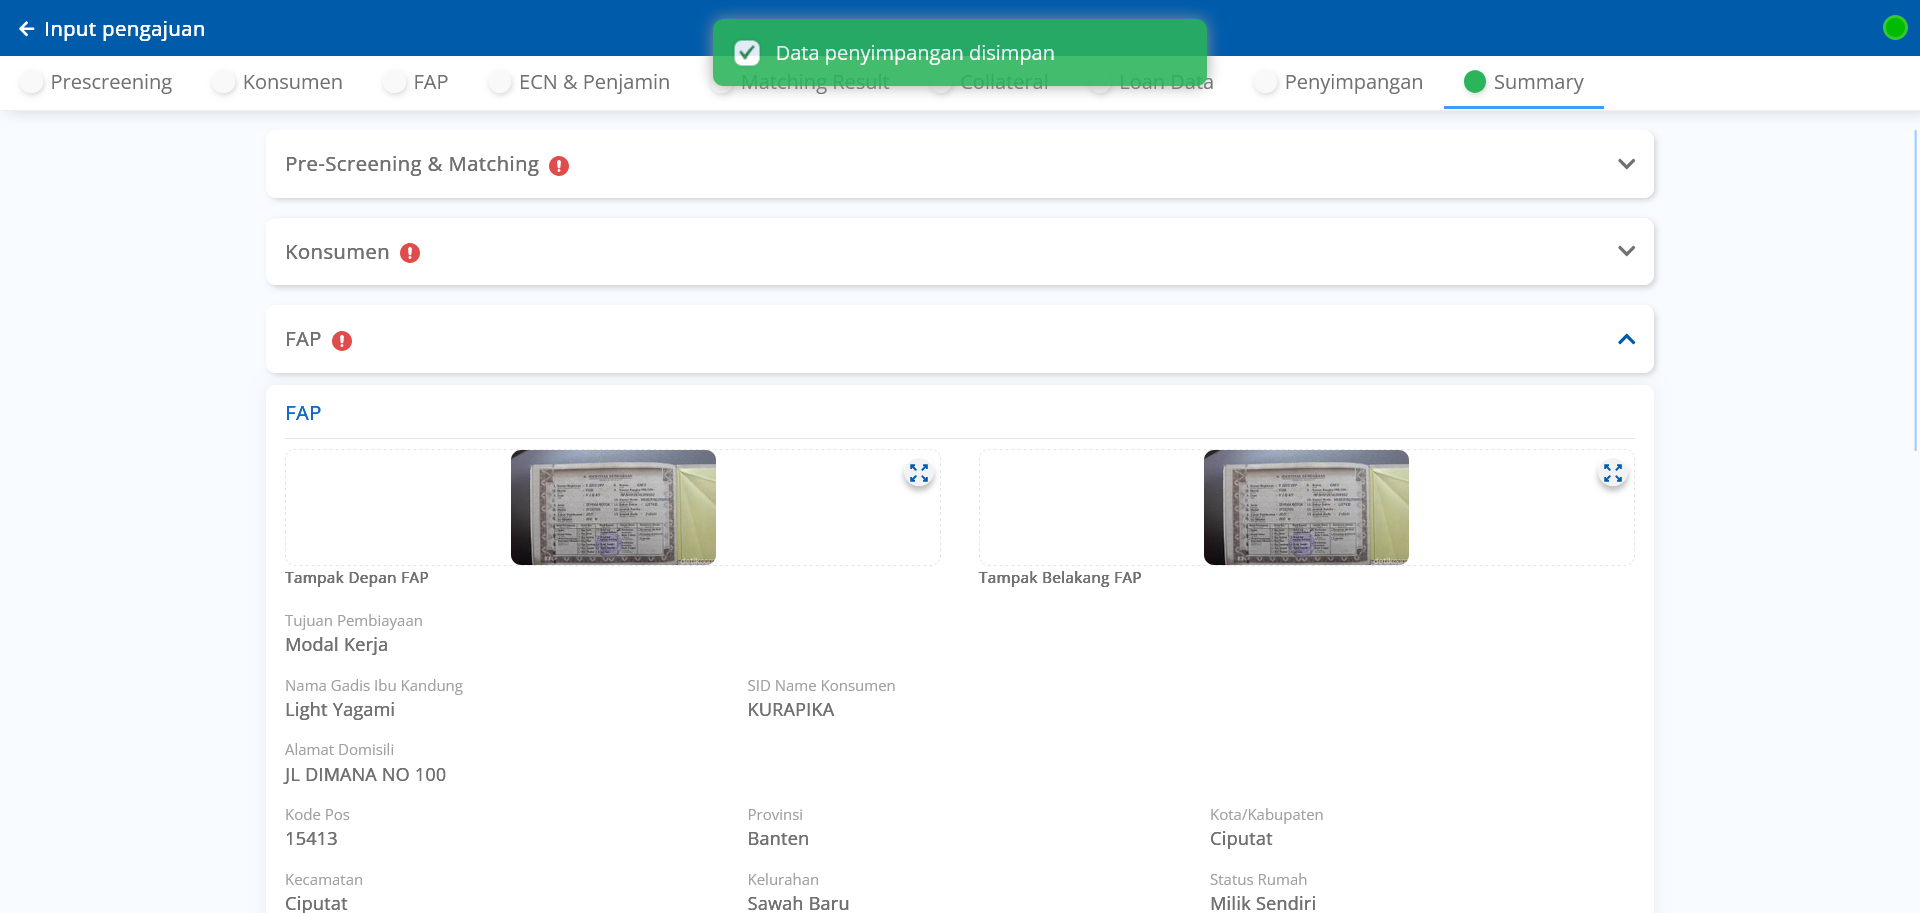 Input pengajuan
Data penyimpangan disimpan
Prescreening
Konsumen
FAP
ECN & Penjamin
Matching Result
Collateral
Loan Data
Penyimpangan
Summary
Pre-Screening & Matching
Konsumen
FAP
FAP
Tampak Depan FAP
Tampak Belakang FAP
Tujuan Pembiayaan
Modal Kerja
Nama Gadis Ibu Kandung
SID Name Konsumen
Light Yagami
KURAPIKA
Alamat Domisili
JL DIMANA NO 100
Kode Pos
Provinsi
Kota/Kabupaten
15413
Banten
Ciputat
Kecamatan
Kelurahan
Status Rumah
Ciputat
Sawah Baru
Milik Sendiri